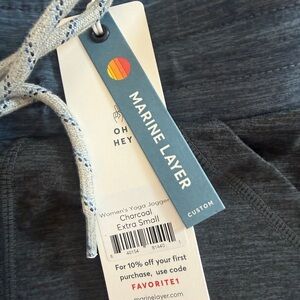 MARINE LAYER
CUSTOM
OH
HEY
Women's Yoga Jogger
Charcoal
Extra Small
For 10% off your first
purchase, use code
FAVORITE1
marinelayer.com